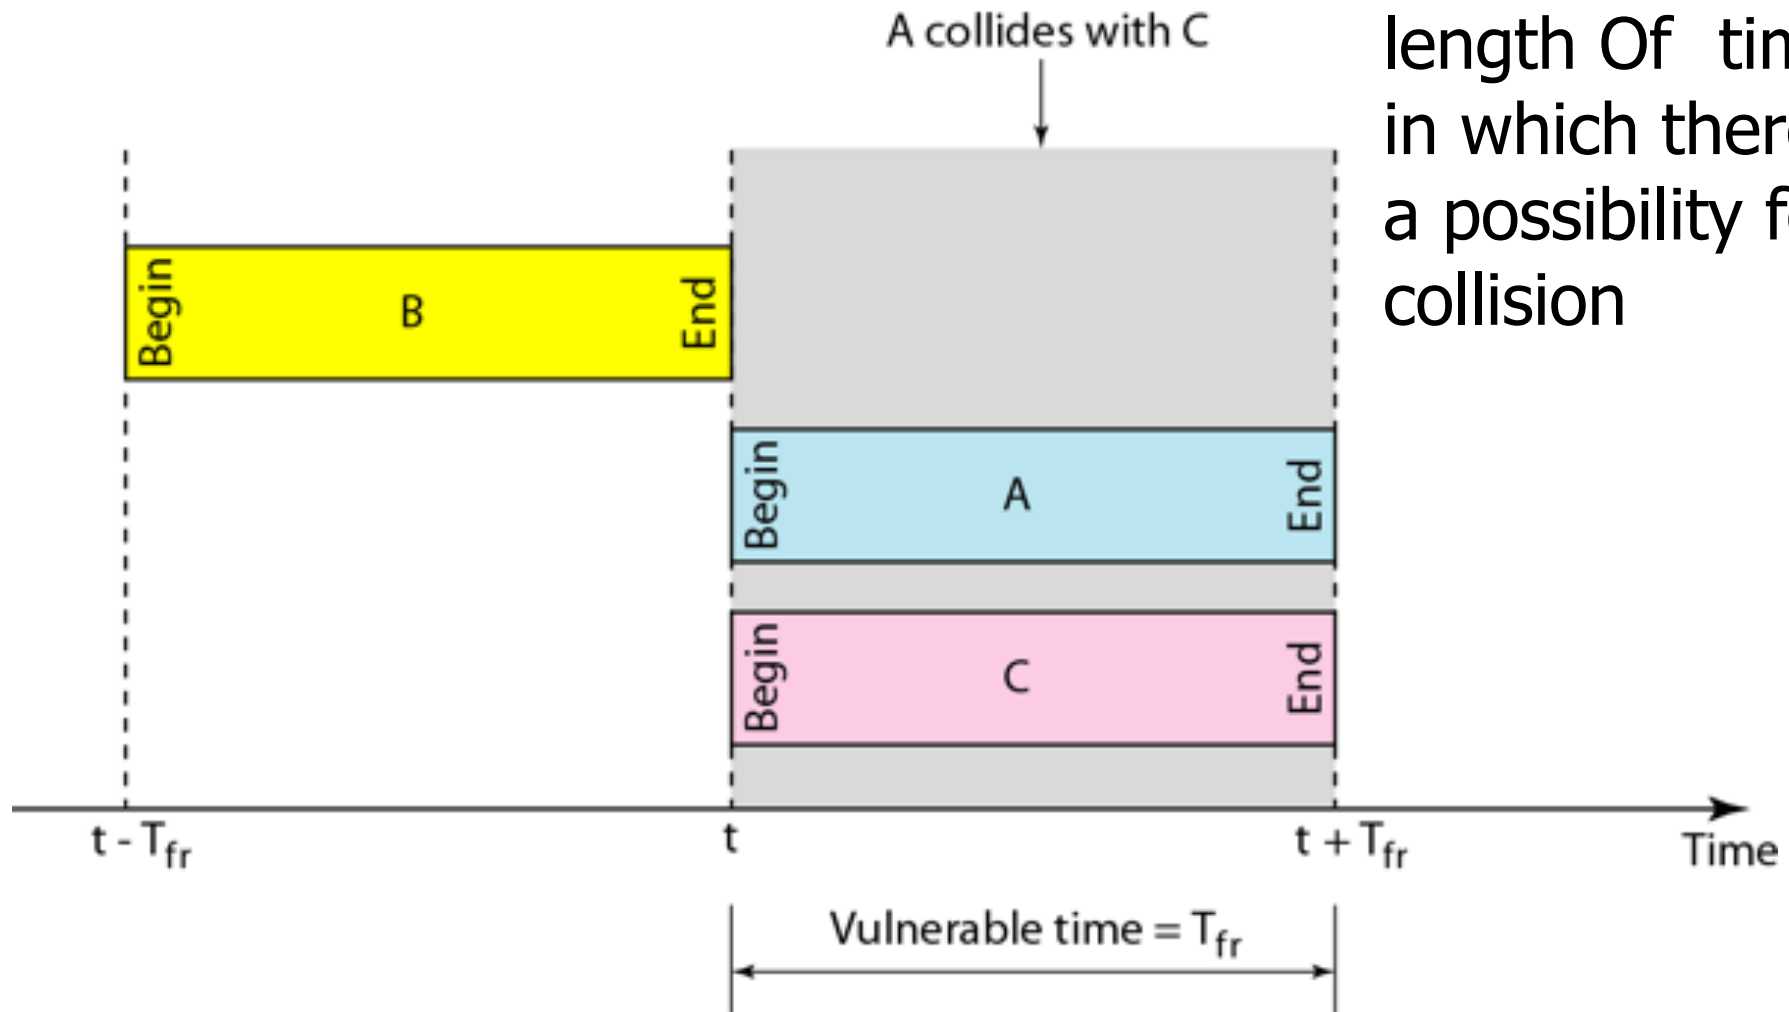 A collides with C
length Of
in which
a possibility
collision
Begin B End
Begin A End
Begin C End
t - Tfr t t + Tfr Time
Vulnerable time = Tfr